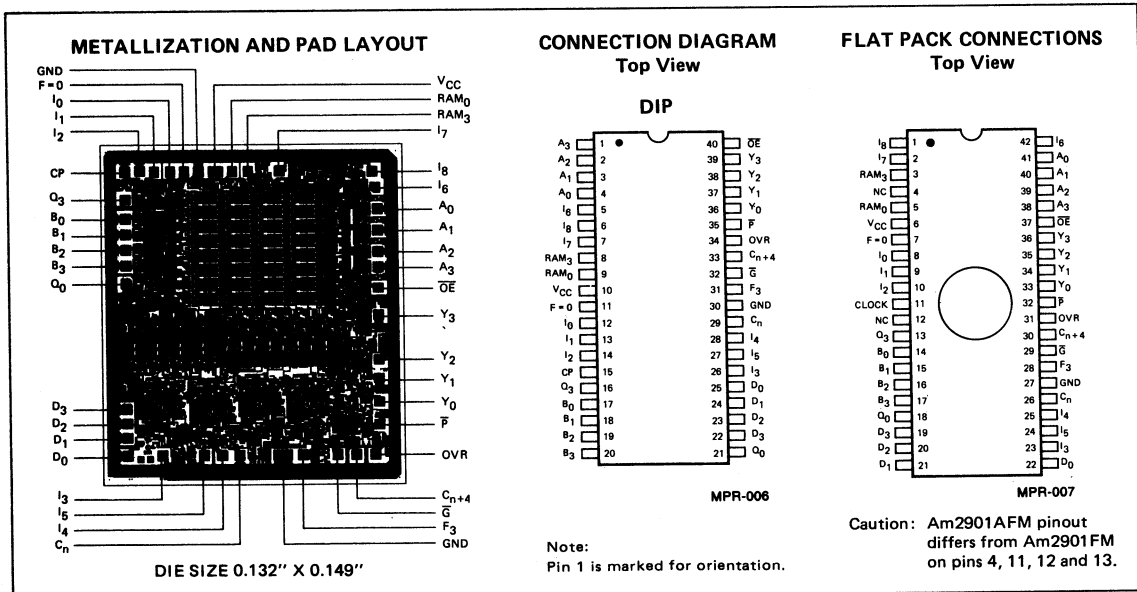 METALLIZATION AND PAD LAYOUT
GND
F = 0
I0
I1
I2
CP
Q3
B0
B1
B2
B3
Q0
D3
D2
D1
D0
I3
I5
I4
Cn
VCC
RAM0
RAM3
I7
I8
I6
A0
A1
A2
A3
O̅E̅
Y3
Y2
Y1
Y0
P̅
OVR
Cn+4
G̅
F3
GND
DIE SIZE 0.132" X 0.149"
CONNECTION DIAGRAM
Top View
DIP
A3 1 40 O̅E̅
A2 2 39 Y3
A1 3 38 Y2
A0 4 37 Y1
I6 5 36 Y0
I8 6 35 P̅
I7 7 34 OVR
RAM3 8 33 Cn+4
RAM0 9 32 G̅
VCC 10 31 F3
F = 0 11 30 GND
I0 12 29 Cn
I1 13 28 I4
I2 14 27 I5
CP 15 26 I3
Q3 16 25 D0
B0 17 24 D1
B1 18 23 D2
B2 19 22 D3
B3 20 21 Q0
MPR-006
Note:
Pin 1 is marked for orientation.
FLAT PACK CONNECTIONS
Top View
I8 1 42 I6
I7 2 41 A0
RAM3 3 40 A1
NC 4 39 A2
RAM0 5 38 A3
VCC 6 37 O̅E̅
F = 0 7 36 Y3
I0 8 35 Y2
I1 9 34 Y1
I2 10 33 Y0
CLOCK 11 32 P̅
NC 12 31 OVR
Q3 13 30 Cn+4
B0 14 29 G̅
B1 15 28 F3
B2 16 27 GND
B3 17 26 Cn
Q0 18 25 I4
D3 19 24 I5
D2 20 23 I3
D1 21 22 D0
MPR-007
Caution: Am2901AFM pinout
differs from Am2901FM
on pins 4, 11, 12 and 13.